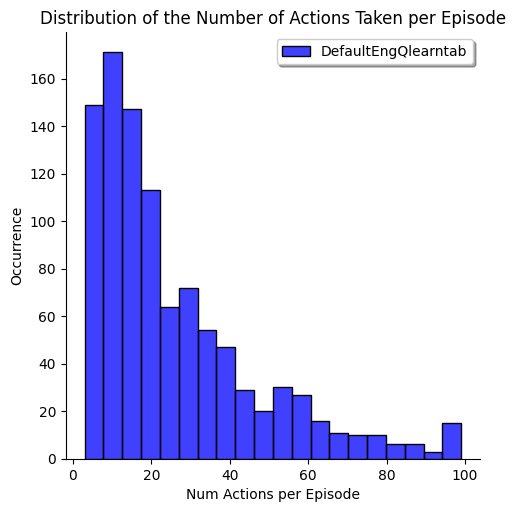 Distribution of the Number of Actions Taken per Episode
DefaultEngQlearntab
160
140
120
100
80
60
40
20
0
Occurrence
0 20 40 60 80 100
Num Actions per Episode